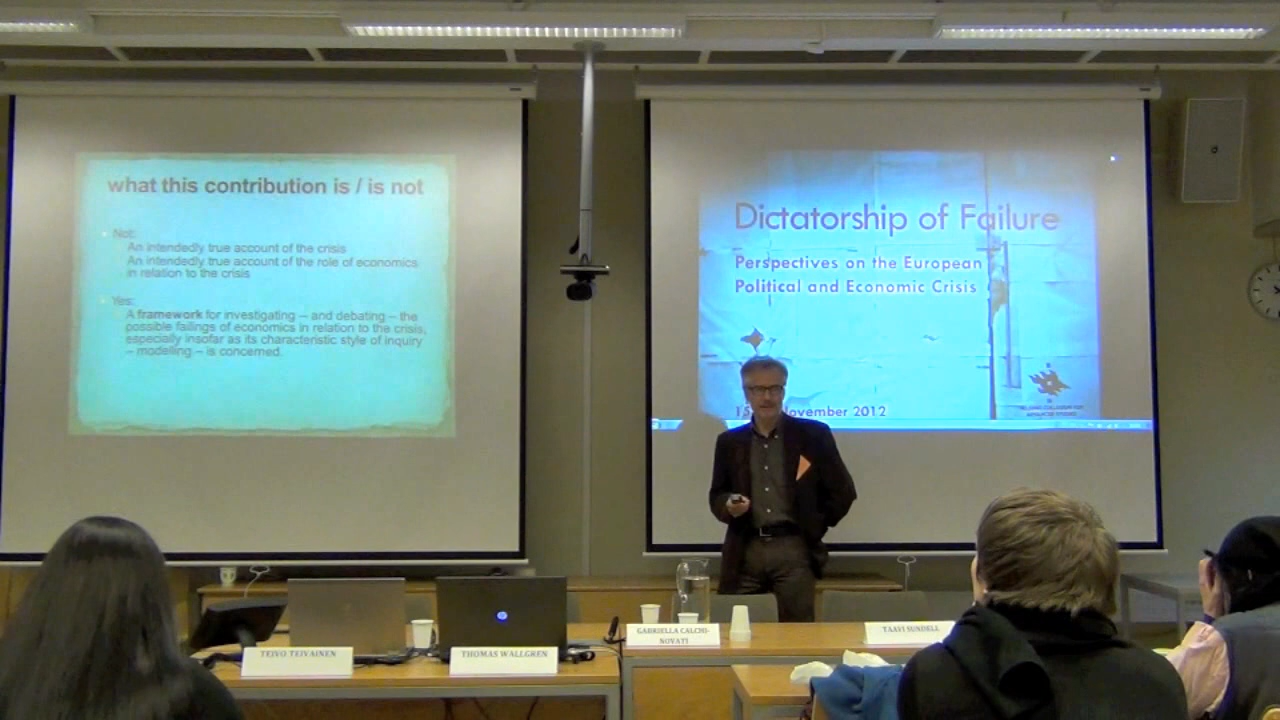 what this contribution is / is not
Not:
An intendedly true account of the crisis
An intendedly true account of the role of economics
in relation to the crisis
Yes:
A framework for investigating – and debating – the
possible failings of economics in relation to the crisis,
especially insofar as its characteristic style of inquiry
– modelling – is concerned.
Dictatorship of Failure
Perspectives on the European
Political and Economic Crisis
November 2012
TEIVO TEIVAINEN
THOMAS WALLGREN
GABRIELLA CALCHI-
NOVATI
TAAVI SUNDELL